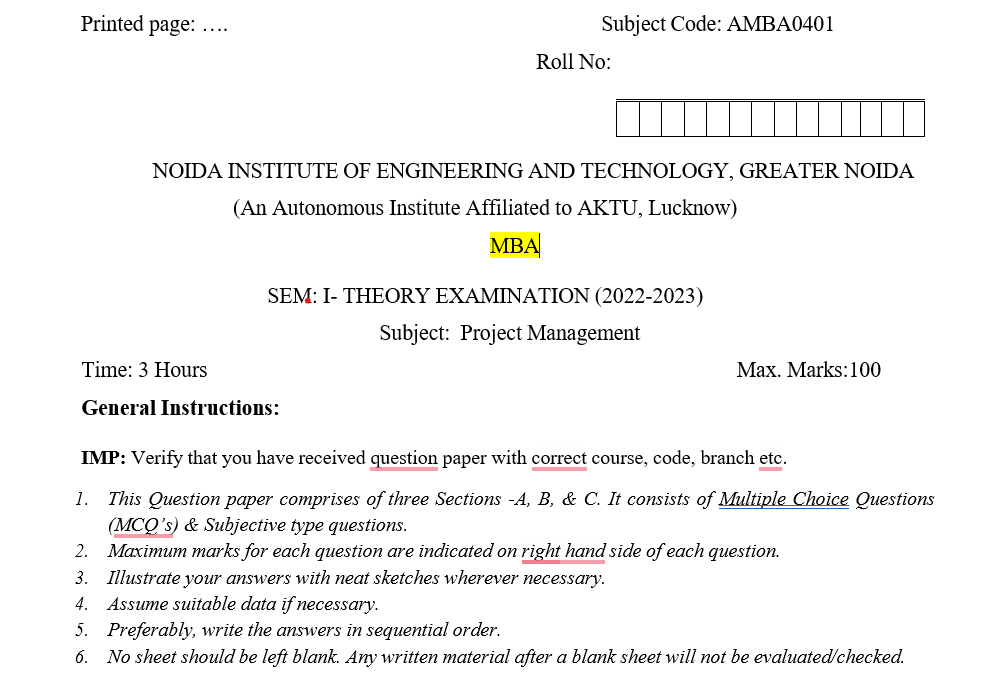 Printed page: .... Subject Code: AMBA0401
Roll No:
NOIDA INSTITUTE OF ENGINEERING AND TECHNOLOGY, GREATER NOIDA
(An Autonomous Institute Affiliated to AKTU, Lucknow)
MBA
SEM: I- THEORY EXAMINATION (2022-2023)
Subject: Project Management
Time: 3 Hours Max. Marks:100
General Instructions:
IMP: Verify that you have received question paper with correct course, code, branch etc.
1. This Question paper comprises of three Sections -A, B, & C. It consists of Multiple Choice Questions
(MCQ's) & Subjective type questions.
2. Maximum marks for each question are indicated on right hand side of each question.
3. Illustrate your answers with neat sketches wherever necessary.
4. Assume suitable data if necessary.
5. Preferably, write the answers in sequential order.
6. No sheet should be left blank. Any written material after a blank sheet will not be evaluated/checked.